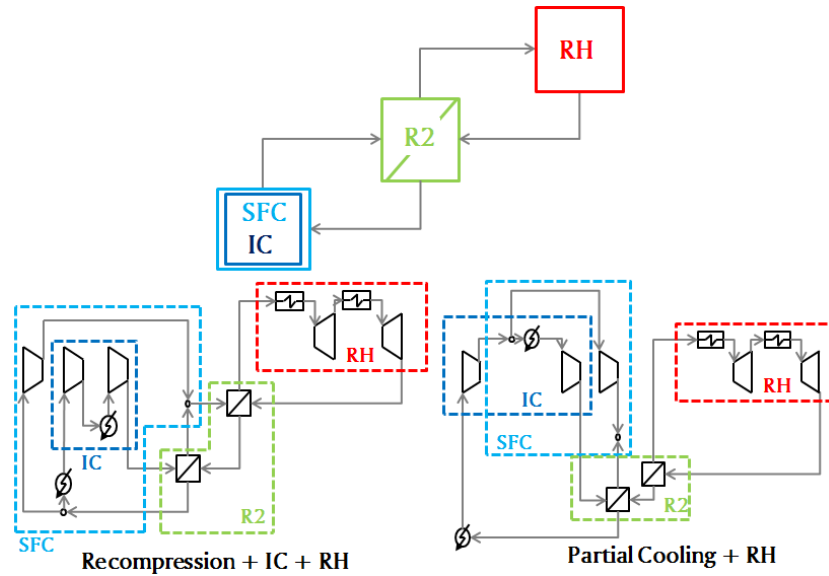 RH
R2
SFC
IC
RH
IC
R2
SFC
Recompression + IC + RH
RH
IC
SFC
R2
Partial Cooling + RH